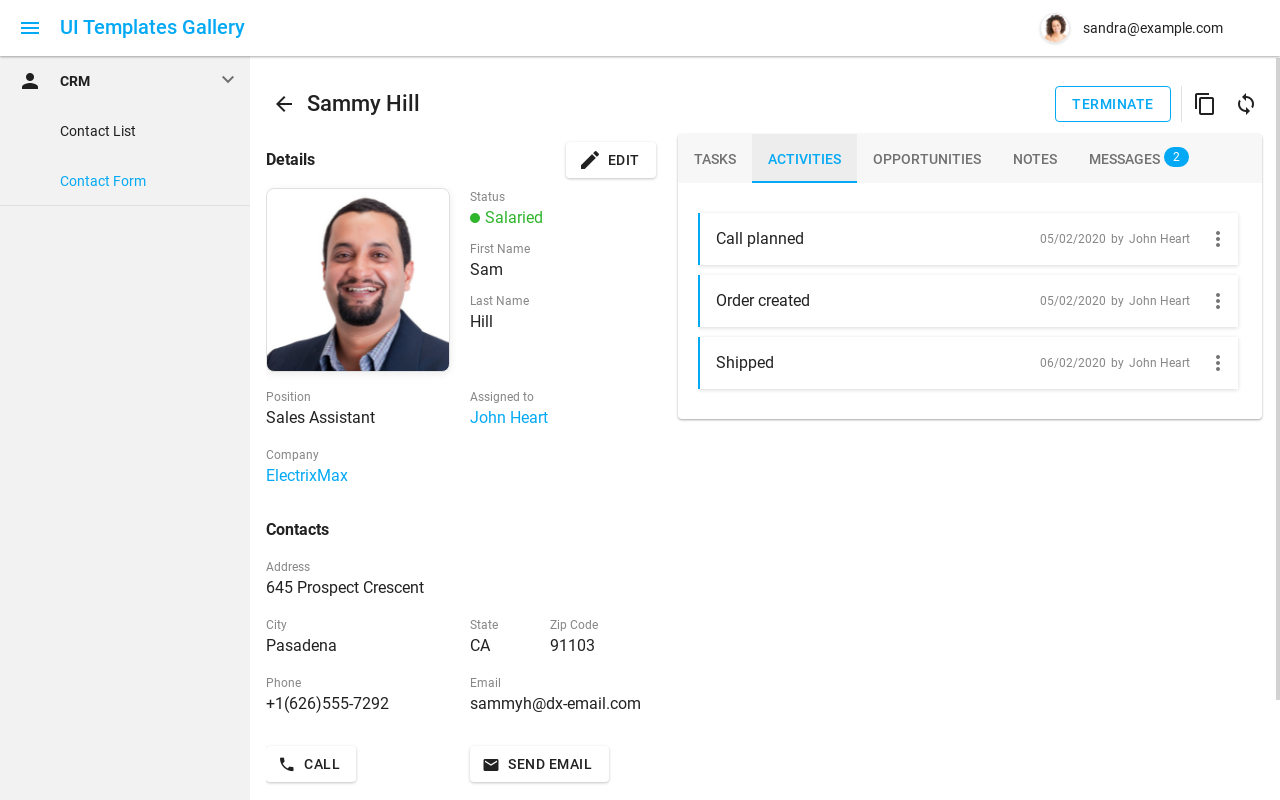 UI Templates Gallery
sandra@example.com
CRM
Contact List
Contact Form
Sammy Hill
TERMINATE
Details
EDIT
Status
Salaried
First Name
Sam
Last Name
Hill
Position
Sales Assistant
Assigned to
John Heart
Company
ElectrixMax
Contacts
Address
645 Prospect Crescent
City
Pasadena
State
CA
Zip Code
91103
Phone
+1(626)555-7292
Email
sammyh@dx-email.com
CALL
SEND EMAIL
TASKS ACTIVITIES OPPORTUNITIES NOTES MESSAGES 2
Call planned 05/02/2020 by John Heart
Order created 05/02/2020 by John Heart
Shipped 06/02/2020 by John Heart